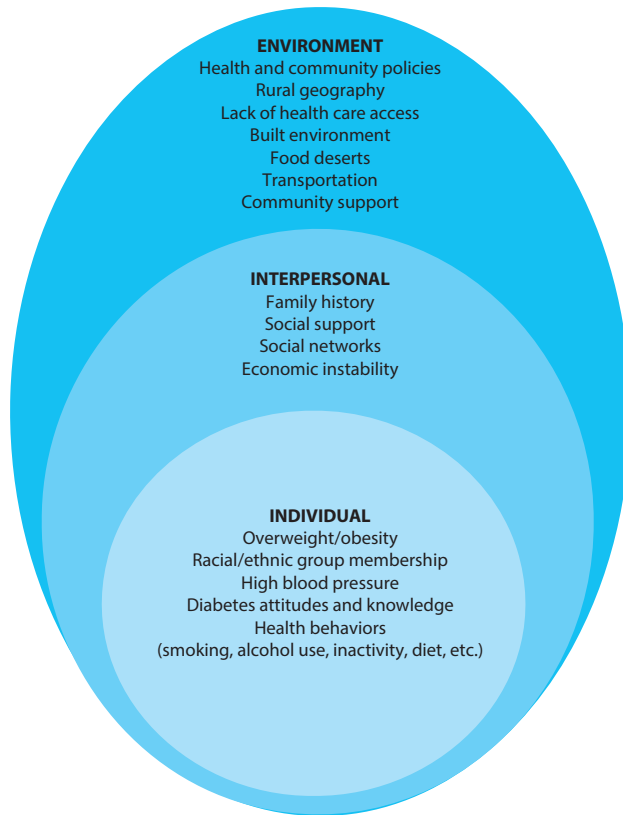 ENVIRONMENT
Health and community policies
Rural geography
Lack of health care access
Built environment
Food deserts
Transportation
Community support
INTERPERSONAL
Family history
Social support
Social networks
Economic instability
INDIVIDUAL
Overweight/obesity
Racial/ethnic group membership
High blood pressure
Diabetes attitudes and knowledge
Health behaviors
(smoking, alcohol use, inactivity, diet, etc.)